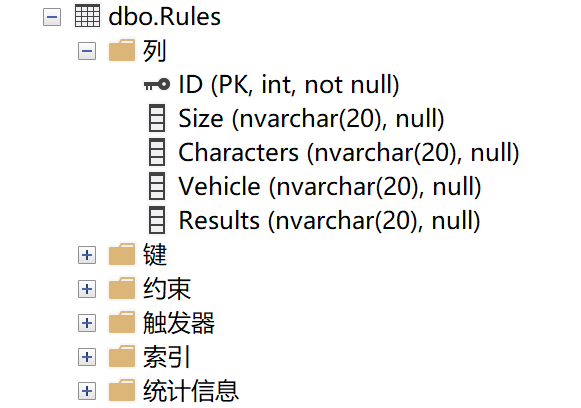 dbo.Rules
列
ID (PK, int, not null)
Size (nvarchar(20), null)
Characters (nvarchar(20), null)
Vehicle (nvarchar(20), null)
Results (nvarchar(20), null)
键
约束
触发器
索引
统计信息